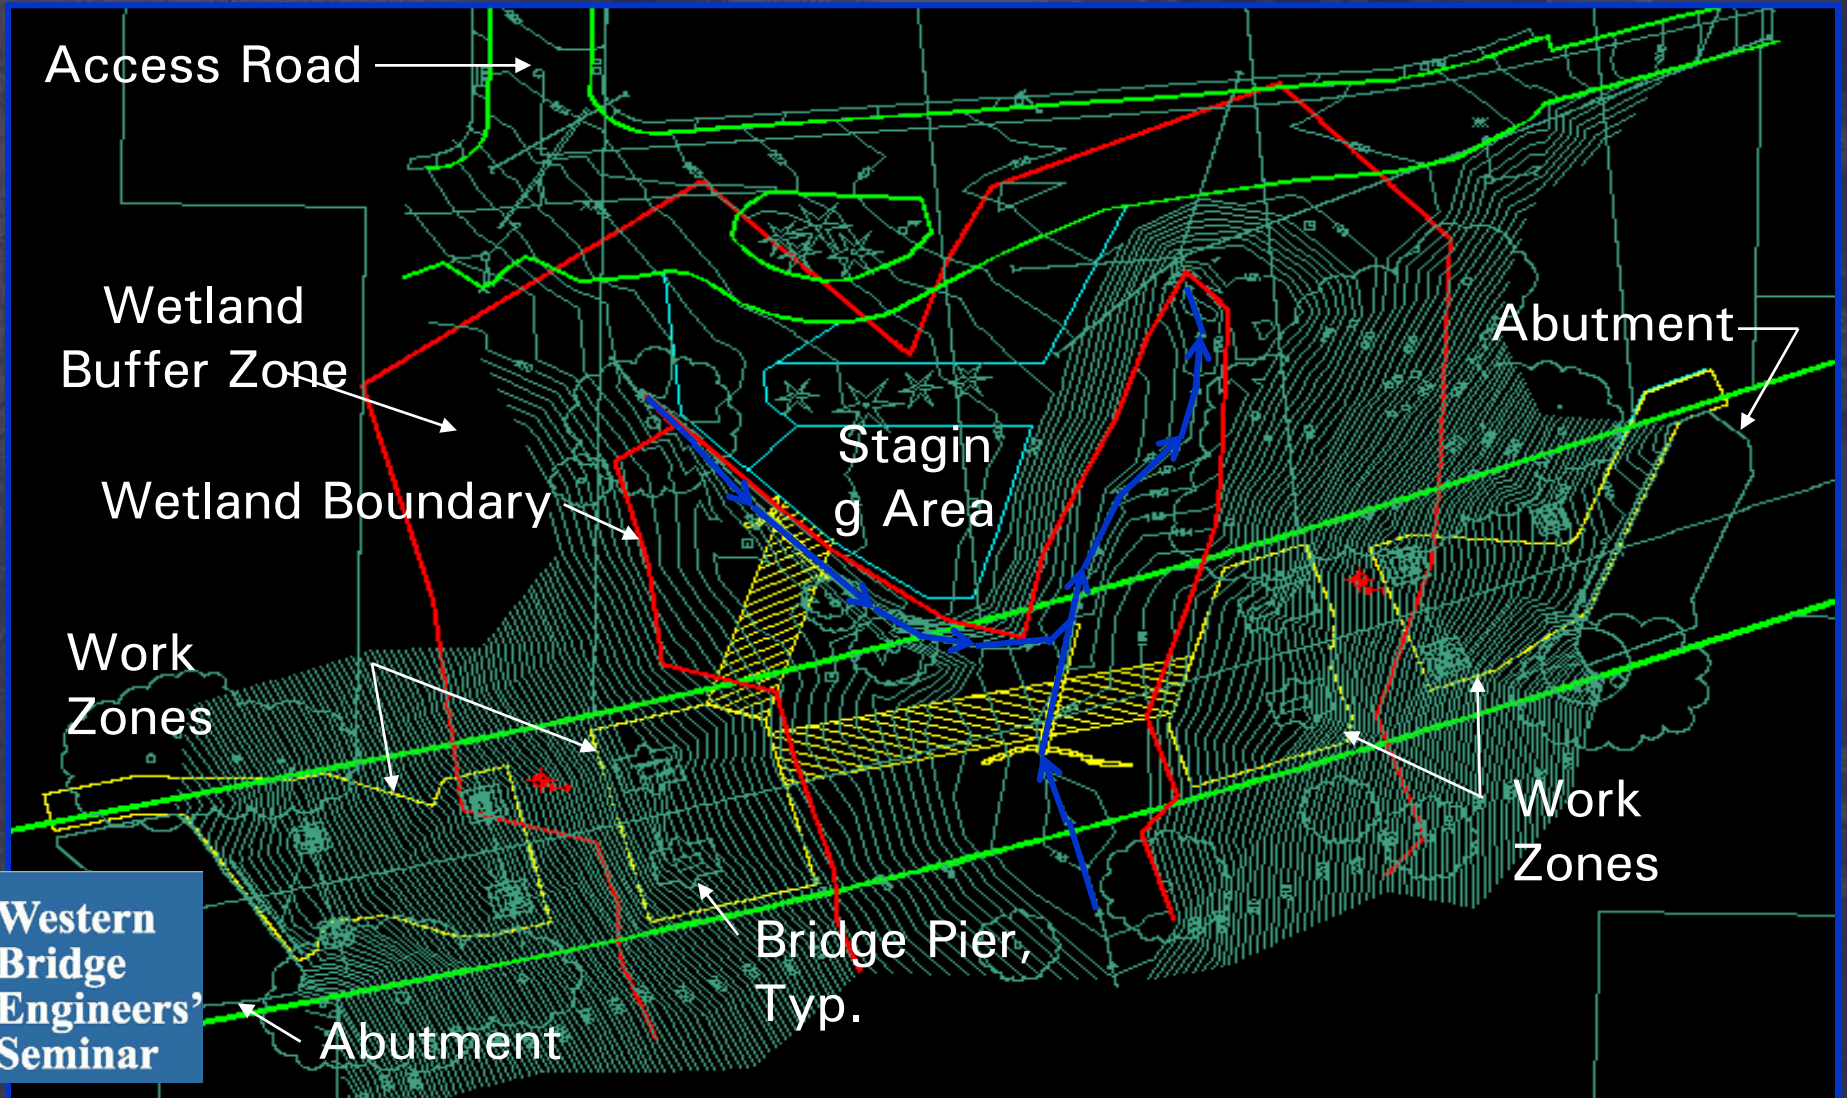 Access Road
Wetland
Buffer Zone
Abutment
Stagin
g Area
Wetland Boundary
Work
Zones
Work
Zones
Bridge Pier,
Typ.
Abutment
Western
Bridge
Engineers’
Seminar